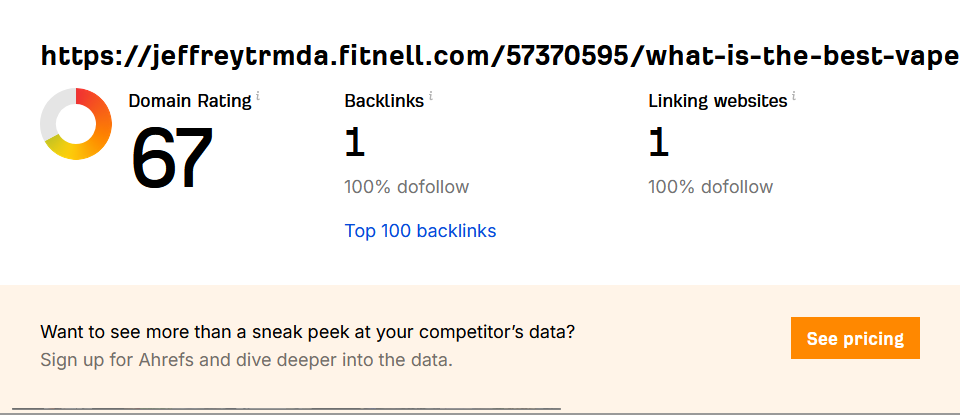 https://jeffreytrmda.fitnell.com/57370595/what-is-the-best-vape
Domain Rating i
67
Backlinks i
1
100% dofollow
Top 100 backlinks
Linking websites i
1
100% dofollow
Want to see more than a sneak peek at your competitor’s data?
Sign up for Ahrefs and dive deeper into the data.
See pricing